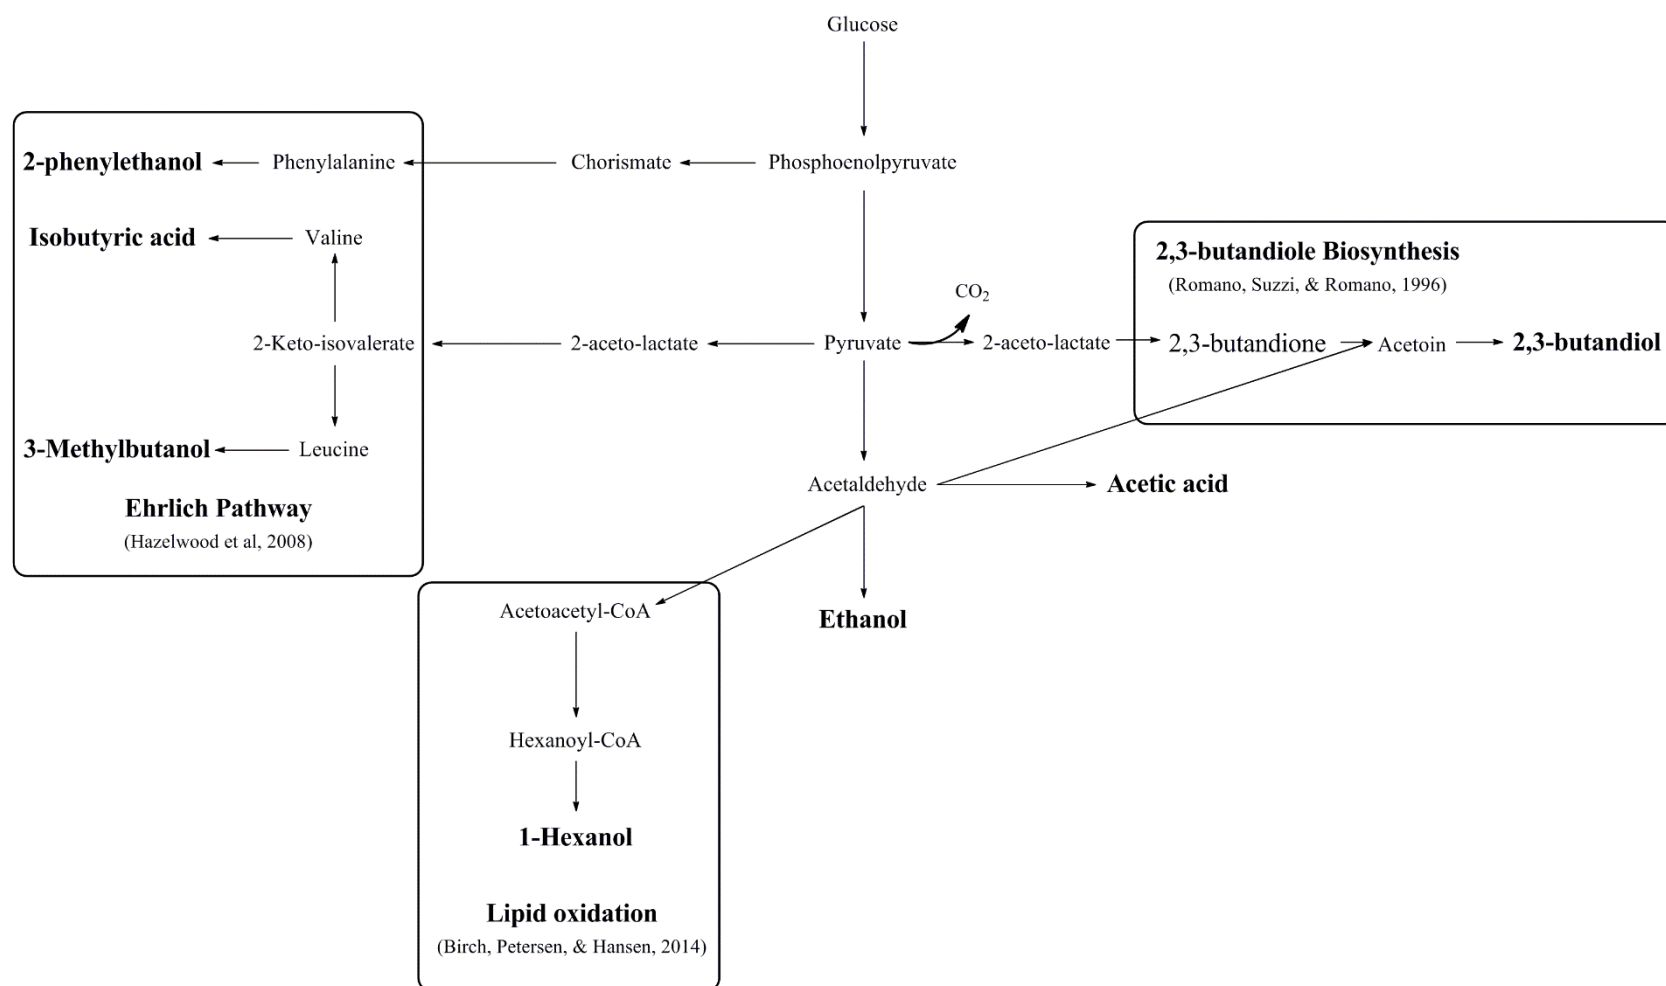 Glucose
2-phenylethanol
Phenylalanine
Chorismate
Phosphoenolpyruvate
Isobutyric acid
Valine
2,3-butandiole Biosynthesis
(Romano, Suzzi, & Romano, 1996)
CO₂
2-Keto-isovalerate
2-aceto-lactate
Pyruvate
2-aceto-lactate
2,3-butandione
Acetoin
2,3-butandiol
3-Methylbutanol
Leucine
Acetaldehyde
Acetic acid
Ehrlich Pathway
(Hazelwood et al, 2008)
Acetoacetyl-CoA
Ethanol
Hexanoyl-CoA
1-Hexanol
Lipid oxidation
(Birch, Petersen, & Hansen, 2014)